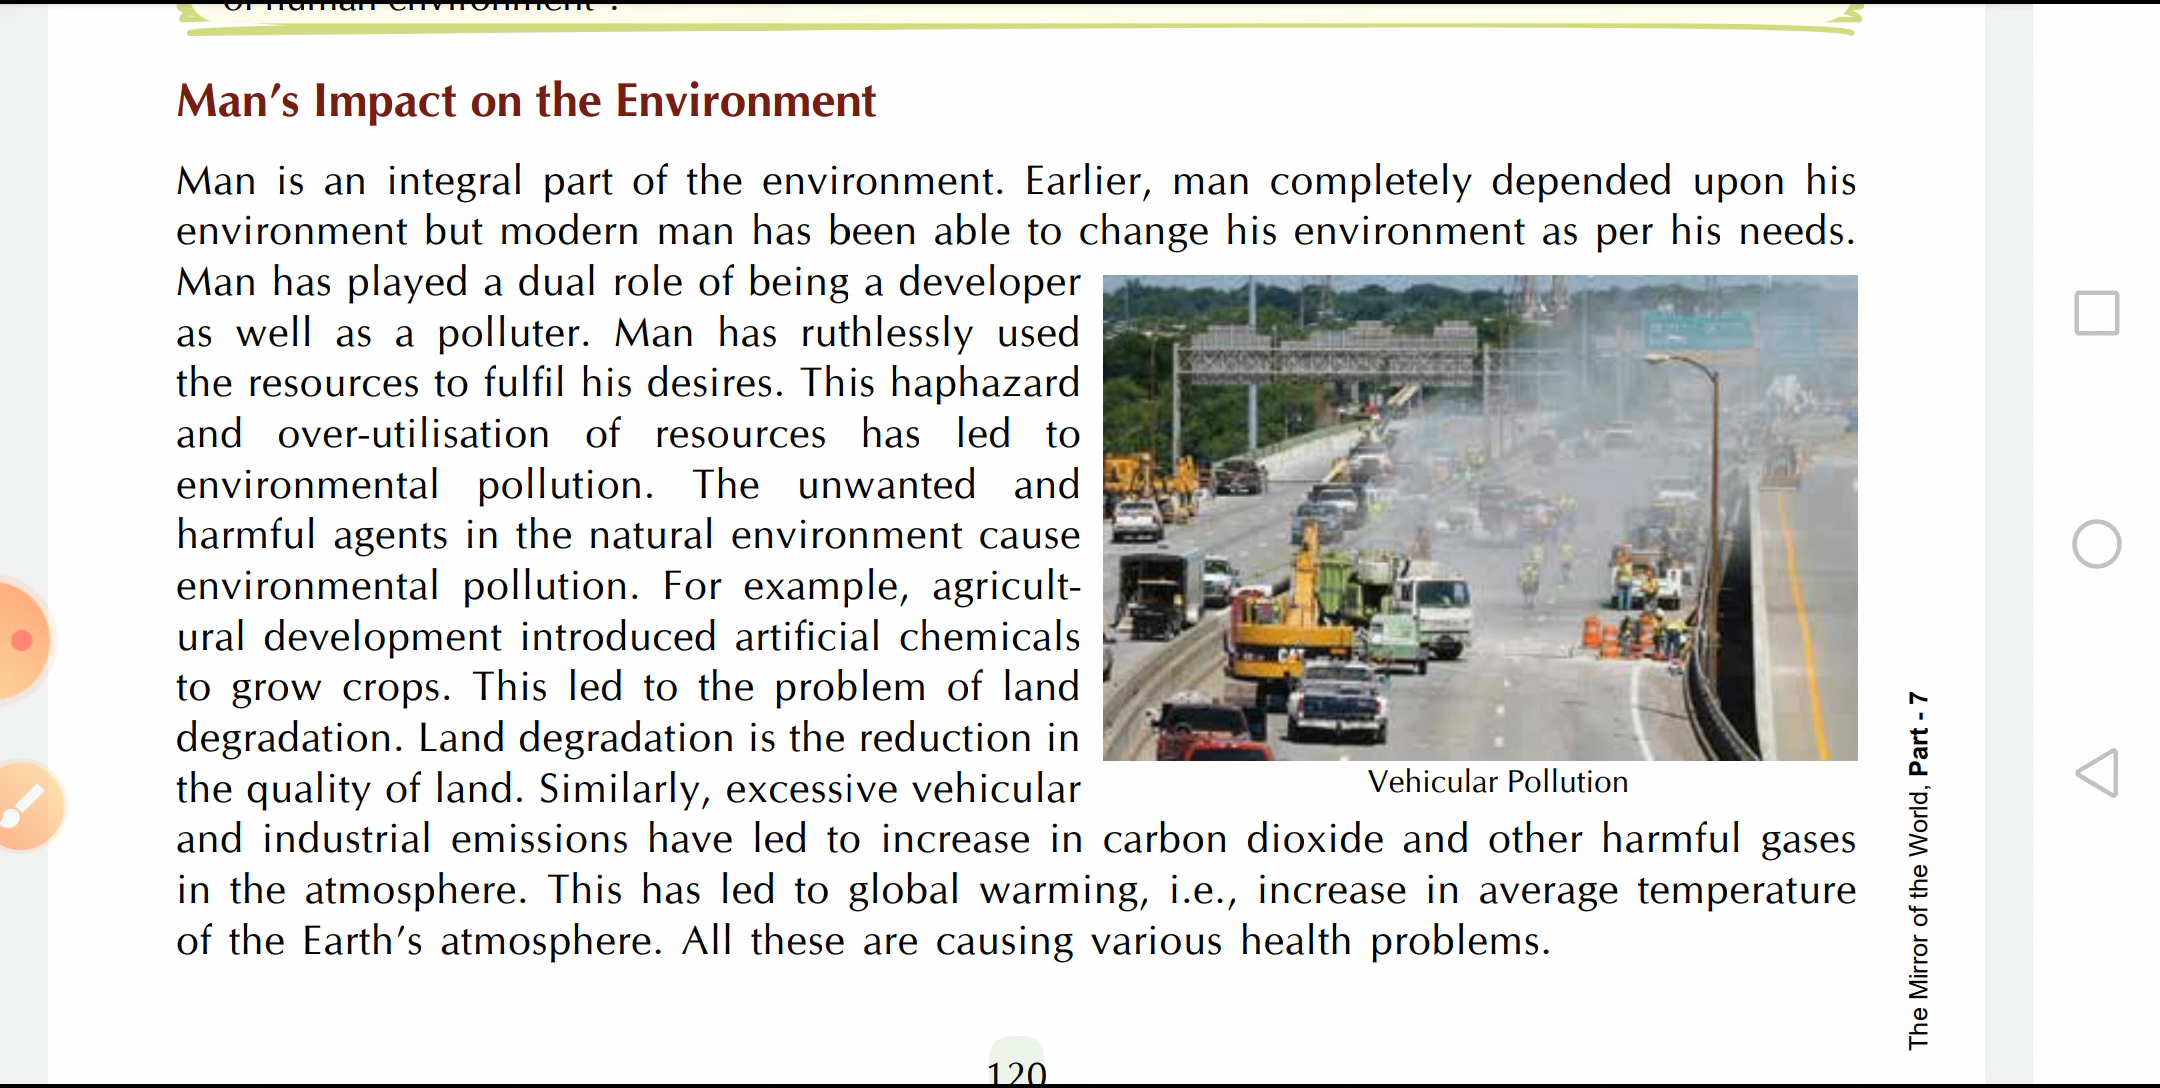 of human environment ?
Man's Impact on the Environment
Man is an integral part of the environment. Earlier, man completely depended upon his
environment but modern man has been able to change his environment as per his needs.
Man has played a dual role of being a developer
as well as a polluter. Man has ruthlessly used
the resources to fulfil his desires. This haphazard
and over-utilisation of resources has led to
environmental pollution. The unwanted and
harmful agents in the natural environment cause
environmental pollution. For example, agricult-
ural development introduced artificial chemicals
to grow crops. This led to the problem of land
degradation. Land degradation is the reduction in
the quality of land. Similarly, excessive vehicular
and industrial emissions have led to increase in carbon dioxide and other harmful gases
in the atmosphere. This has led to global warming, i.e., increase in average temperature
of the Earth's atmosphere. All these are causing various health problems.
CAT
Vehicular Pollution
The Mirror of the World, Part - 7
120